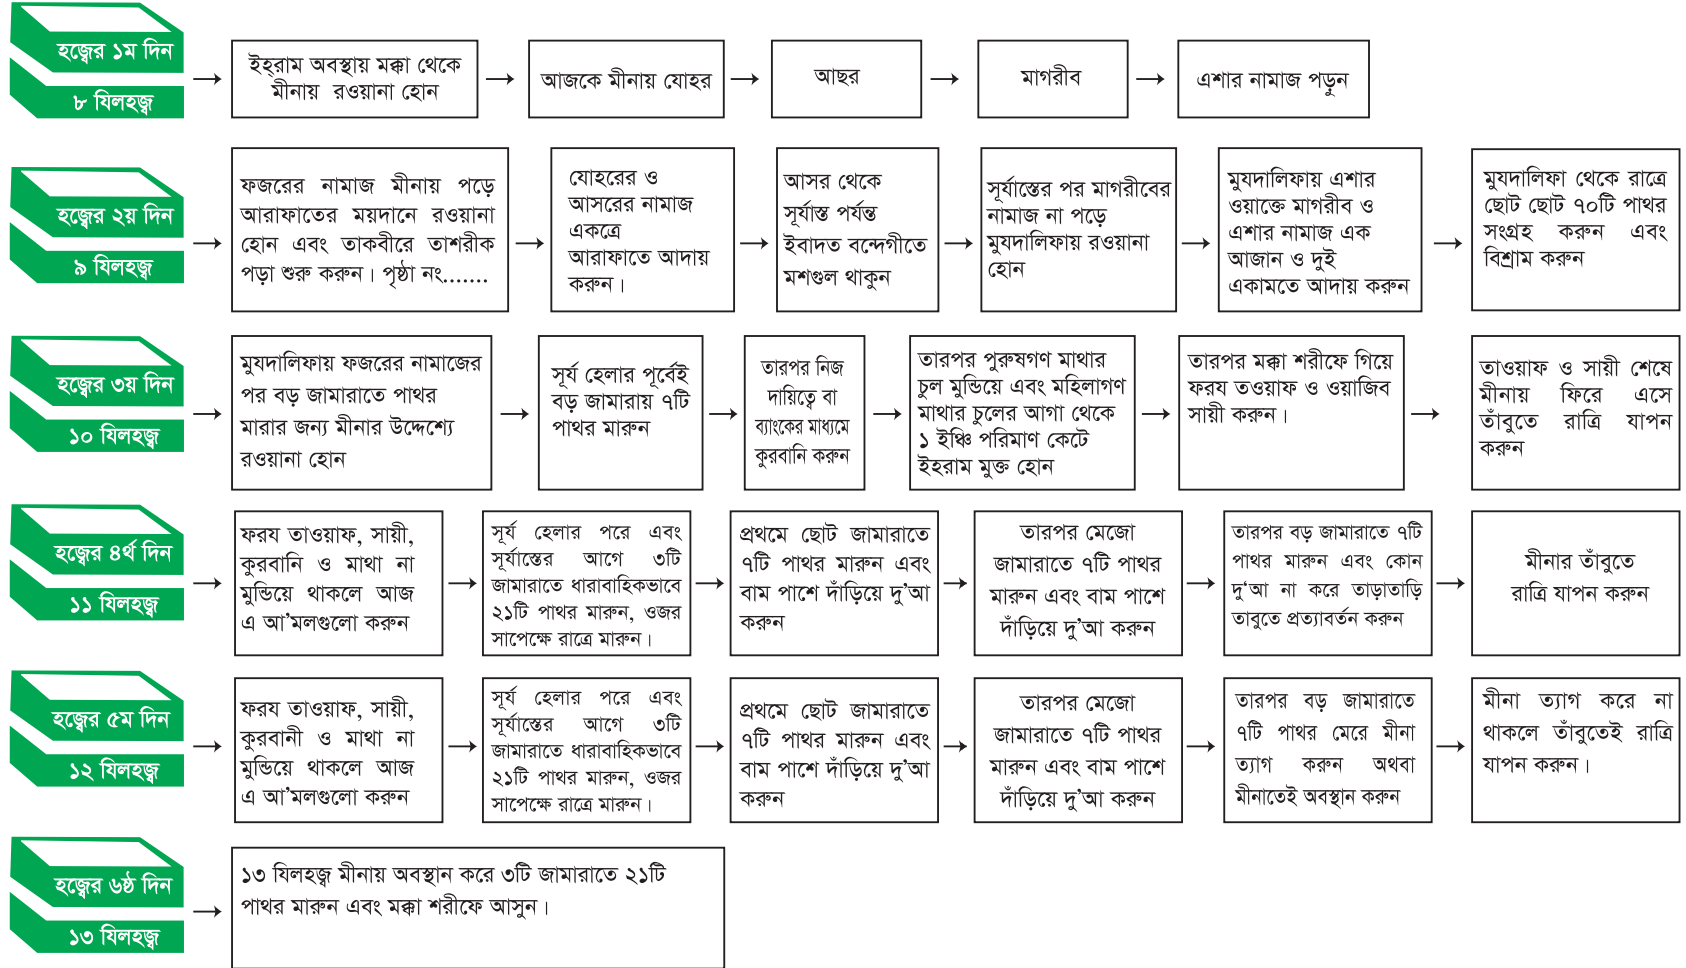 হজ্বের ১ম দিন
৮ যিলহজ্ব
ইহ্‌রাম অবস্থায় মক্কা থেকে
মীনায় রওয়ানা হোন
আজকে মীনায় যোহর
আছর
মাগরীব
এশার নামাজ পড়ুন
হজ্বের ২য় দিন
৯ যিলহজ্ব
ফজরের নামাজ মীনায় পড়ে
আরাফাতের ময়দানে রওয়ানা
হোন এবং তাকবীরে তাশরীক
পড়া শুরু করুন। পৃষ্ঠা নং.......
যোহরের ও
আসরের নামাজ
একত্রে
আরাফাতে আদায়
করুন।
আসর থেকে
সূর্যাস্ত পর্যন্ত
ইবাদত বন্দেগীতে
মশগুল থাকুন
সূর্যাস্তের পর মাগরীবের
নামাজ না পড়ে
মুযদালিফায় রওয়ানা
হোন
মুযদালিফায় এশার
ওয়াক্তে মাগরীব ও
এশার নামাজ এক
আজান ও দুই
একামতে আদায় করুন
মুযদালিফা থেকে রাত্রে
ছোট ছোট ৭০টি পাথর
সংগ্রহ করুন এবং
বিশ্রাম করুন
হজ্বের ৩য় দিন
১০ যিলহজ্ব
মুযদালিফায় ফজরের নামাজের
পর বড় জামারাতে পাথর
মারার জন্য মীনার উদ্দেশ্যে
রওয়ানা হোন
সূর্য হেলার পূর্বেই
বড় জামারায় ৭টি
পাথর মারুন
তারপর নিজ
দায়িত্বে বা
ব্যাংকের মাধ্যমে
কুরবানি করুন
তারপর পুরুষগণ মাথার
চুল মুন্ডিয়ে এবং মহিলাগণ
মাথার চুলের আগা থেকে
১ ইঞ্চি পরিমাণ কেটে
ইহরাম মুক্ত হোন
তারপর মক্কা শরীফে গিয়ে
ফরয তওয়াফ ও ওয়াজিব
সায়ী করুন।
তাওয়াফ ও সায়ী শেষে
মীনায় ফিরে এসে
তাঁবুতে রাত্রি যাপন
করুন
হজ্বের ৪র্থ দিন
১১ যিলহজ্ব
ফরয তাওয়াফ, সায়ী,
কুরবানি ও মাথা না
মুন্ডিয়ে থাকলে আজ
এ আ’মলগুলো করুন
সূর্য হেলার পরে এবং
সূর্যাস্তের আগে ৩টি
জামারাতে ধারাবাহিকভাবে
২১টি পাথর মারুন, ওজর
সাপেক্ষে রাত্রে মারুন।
প্রথমে ছোট জামারাতে
৭টি পাথর মারুন এবং
বাম পাশে দাঁড়িয়ে দু’আ
করুন
তারপর মেজো
জামারাতে ৭টি পাথর
মারুন এবং বাম পাশে
দাঁড়িয়ে দু’আ করুন
তারপর বড় জামারাতে ৭টি
পাথর মারুন এবং কোন
দু‘আ না করে তাড়াতাড়ি
তাবুতে প্রত্যাবর্তন করুন
মীনার তাঁবুতে
রাত্রি যাপন করুন
হজ্বের ৫ম দিন
১২ যিলহজ্ব
ফরয তাওয়াফ, সায়ী,
কুরবানী ও মাথা না
মুন্ডিয়ে থাকলে আজ
এ আ’মলগুলো করুন
সূর্য হেলার পরে এবং
সূর্যাস্তের আগে ৩টি
জামারাতে ধারাবাহিকভাবে
২১টি পাথর মারুন, ওজর
সাপেক্ষে রাত্রে মারুন।
প্রথমে ছোট জামারাতে
৭টি পাথর মারুন এবং
বাম পাশে দাঁড়িয়ে দু’আ
করুন
তারপর মেজো
জামারাতে ৭টি পাথর
মারুন এবং বাম পাশে
দাঁড়িয়ে দু’আ করুন
তারপর বড় জামারাতে
৭টি পাথর মেরে মীনা
ত্যাগ করুন অথবা
মীনাতেই অবস্থান করুন
মীনা ত্যাগ করে না
থাকলে তাঁবুতেই রাত্রি
যাপন করুন।
হজ্বের ৬ষ্ঠ দিন
১৩ যিলহজ্ব
১৩ যিলহজ্ব মীনায় অবস্থান করে ৩টি জামারাতে ২১টি
পাথর মারুন এবং মক্কা শরীফে আসুন।